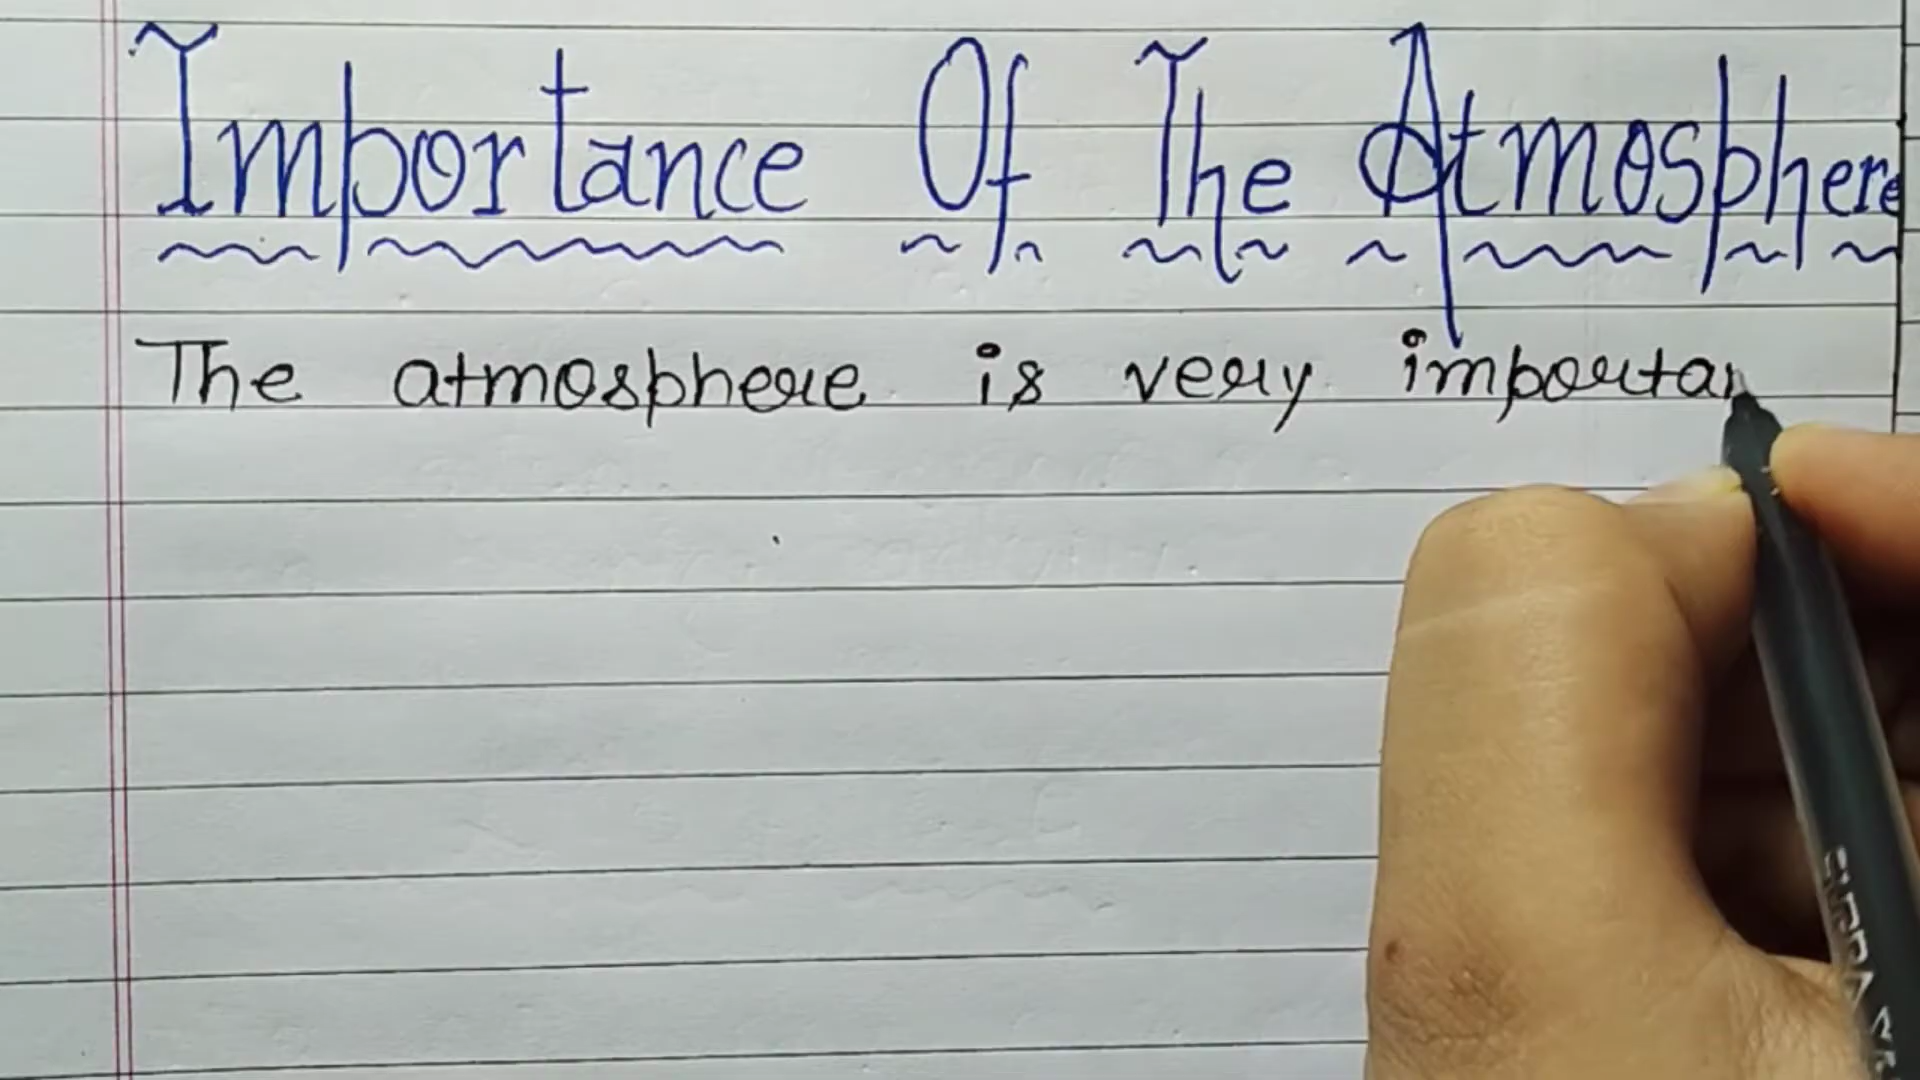 Importance Of The Atmosphere
The atmosphere is very importan